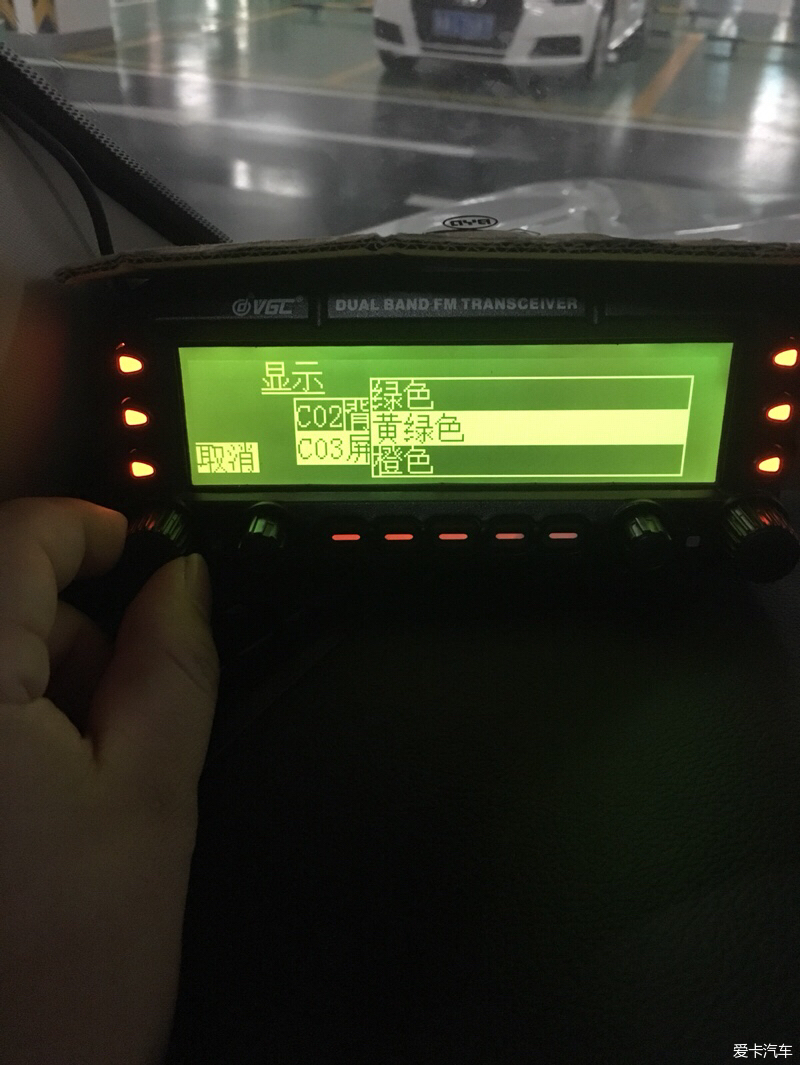 BYD
VGC
DUAL BAND FM TRANSCEIVER
显示
绿色
C02背
黄绿色
C03屏
橙色
取消
爱卡汽车